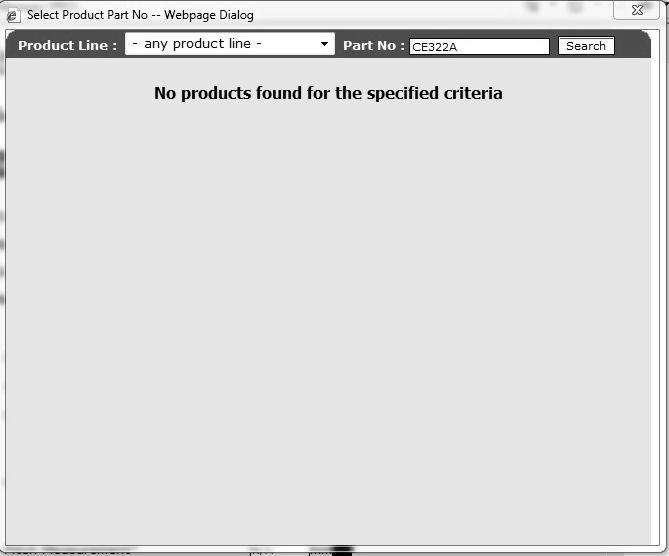 Select Product Part No -- Webpage Dialog
Product Line : - any product line - Part No : CE322A Search
No products found for the specified criteria